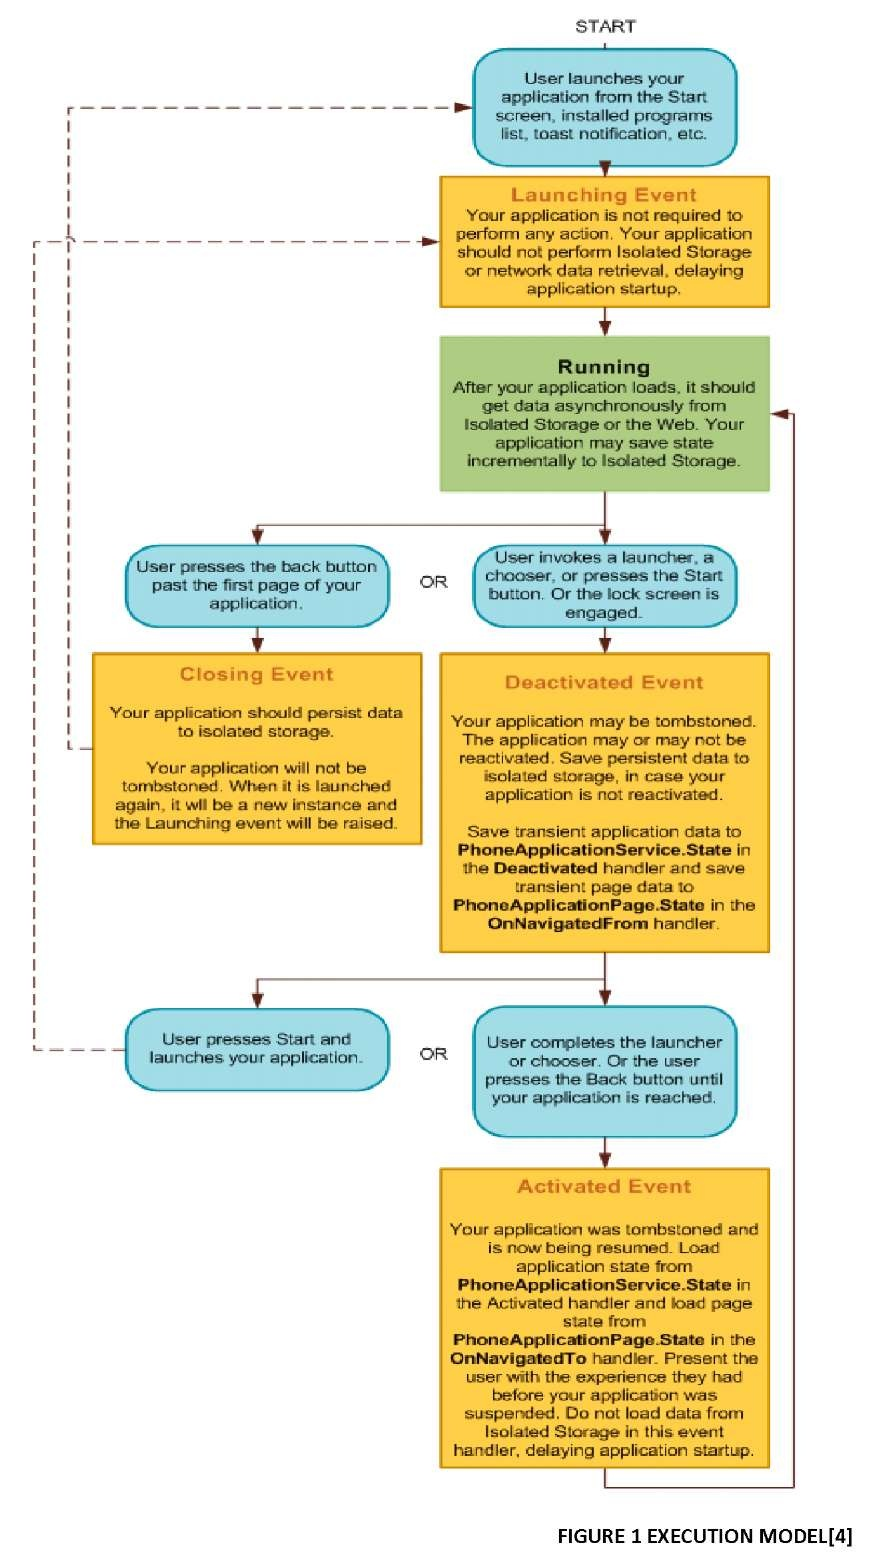 START
User launches your
application from the Start
screen, installed programs
list, toast notification, etc.
Launching Event
Your application is not required to
perform any action. Your application
should not perform Isolated Storage
or network data retrieval, delaying
application startup.
Running
After your application loads, it should
get data asynchronously from
Isolated Storage or the Web. Your
application may save state
incrementally to Isolated Storage.
User presses the back button
past the first page of your
application.
OR
User invokes a launcher, a
chooser, or presses the Start
button. Or the lock screen is
engaged.
Closing Event
Your application should persist data
to isolated storage.
Your application will not be
tombstoned. When it is launched
again, it wll be a new instance and
the Launching event will be raised.
Deactivated Event
Your application may be tombstoned.
The application may or may not be
reactivated. Save persistent data to
isolated storage, in case your
application is not reactivated.
Save transient application data to
PhoneApplicationService.State in
the Deactivated handler and save
transient page data to
PhoneApplicationPage.State in the
OnNavigatedFrom handler.
User presses Start and
launches your application.
OR
User completes the launcher
or chooser. Or the user
presses the Back button until
your application is reached.
Activated Event
Your application was tombstoned and
is now being resumed. Load
application state from
PhoneApplicationService.State in
the Activated handler and load page
state from
PhoneApplicationPage.State in the
OnNavigatedTo handler. Present the
user with the experience they had
before your application was
suspended. Do not load data from
Isolated Storage in this event
handler, delaying application startup.
FIGURE 1 EXECUTION MODEL[4]